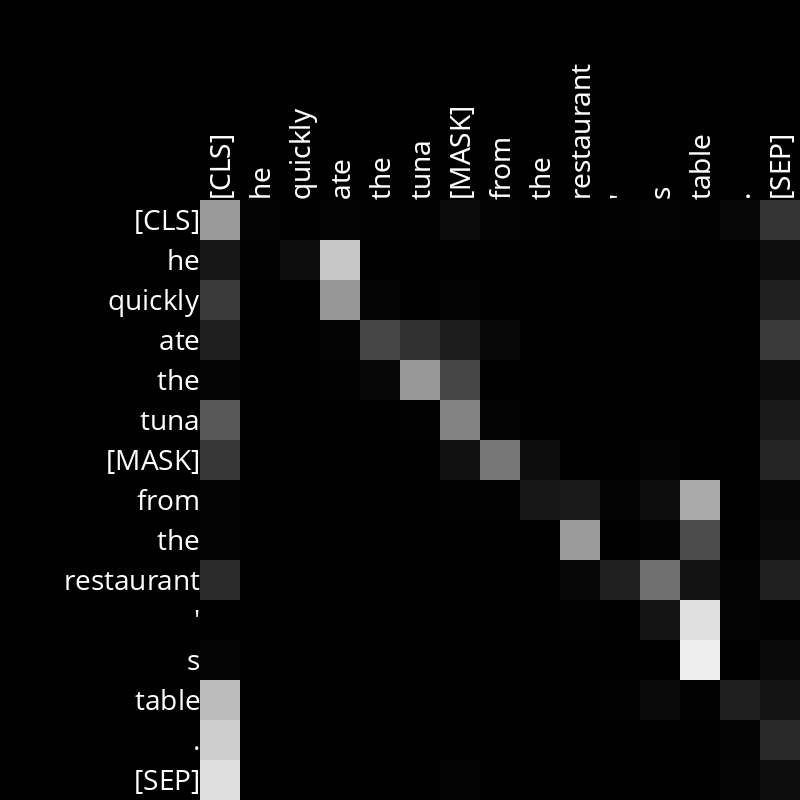 [CLS] he quickly ate the tuna [MASK] from the restaurant ' s table . [SEP]
[CLS]
he
quickly
ate
the
tuna
[MASK]
from
the
restaurant
'
s
table
.
[SEP]